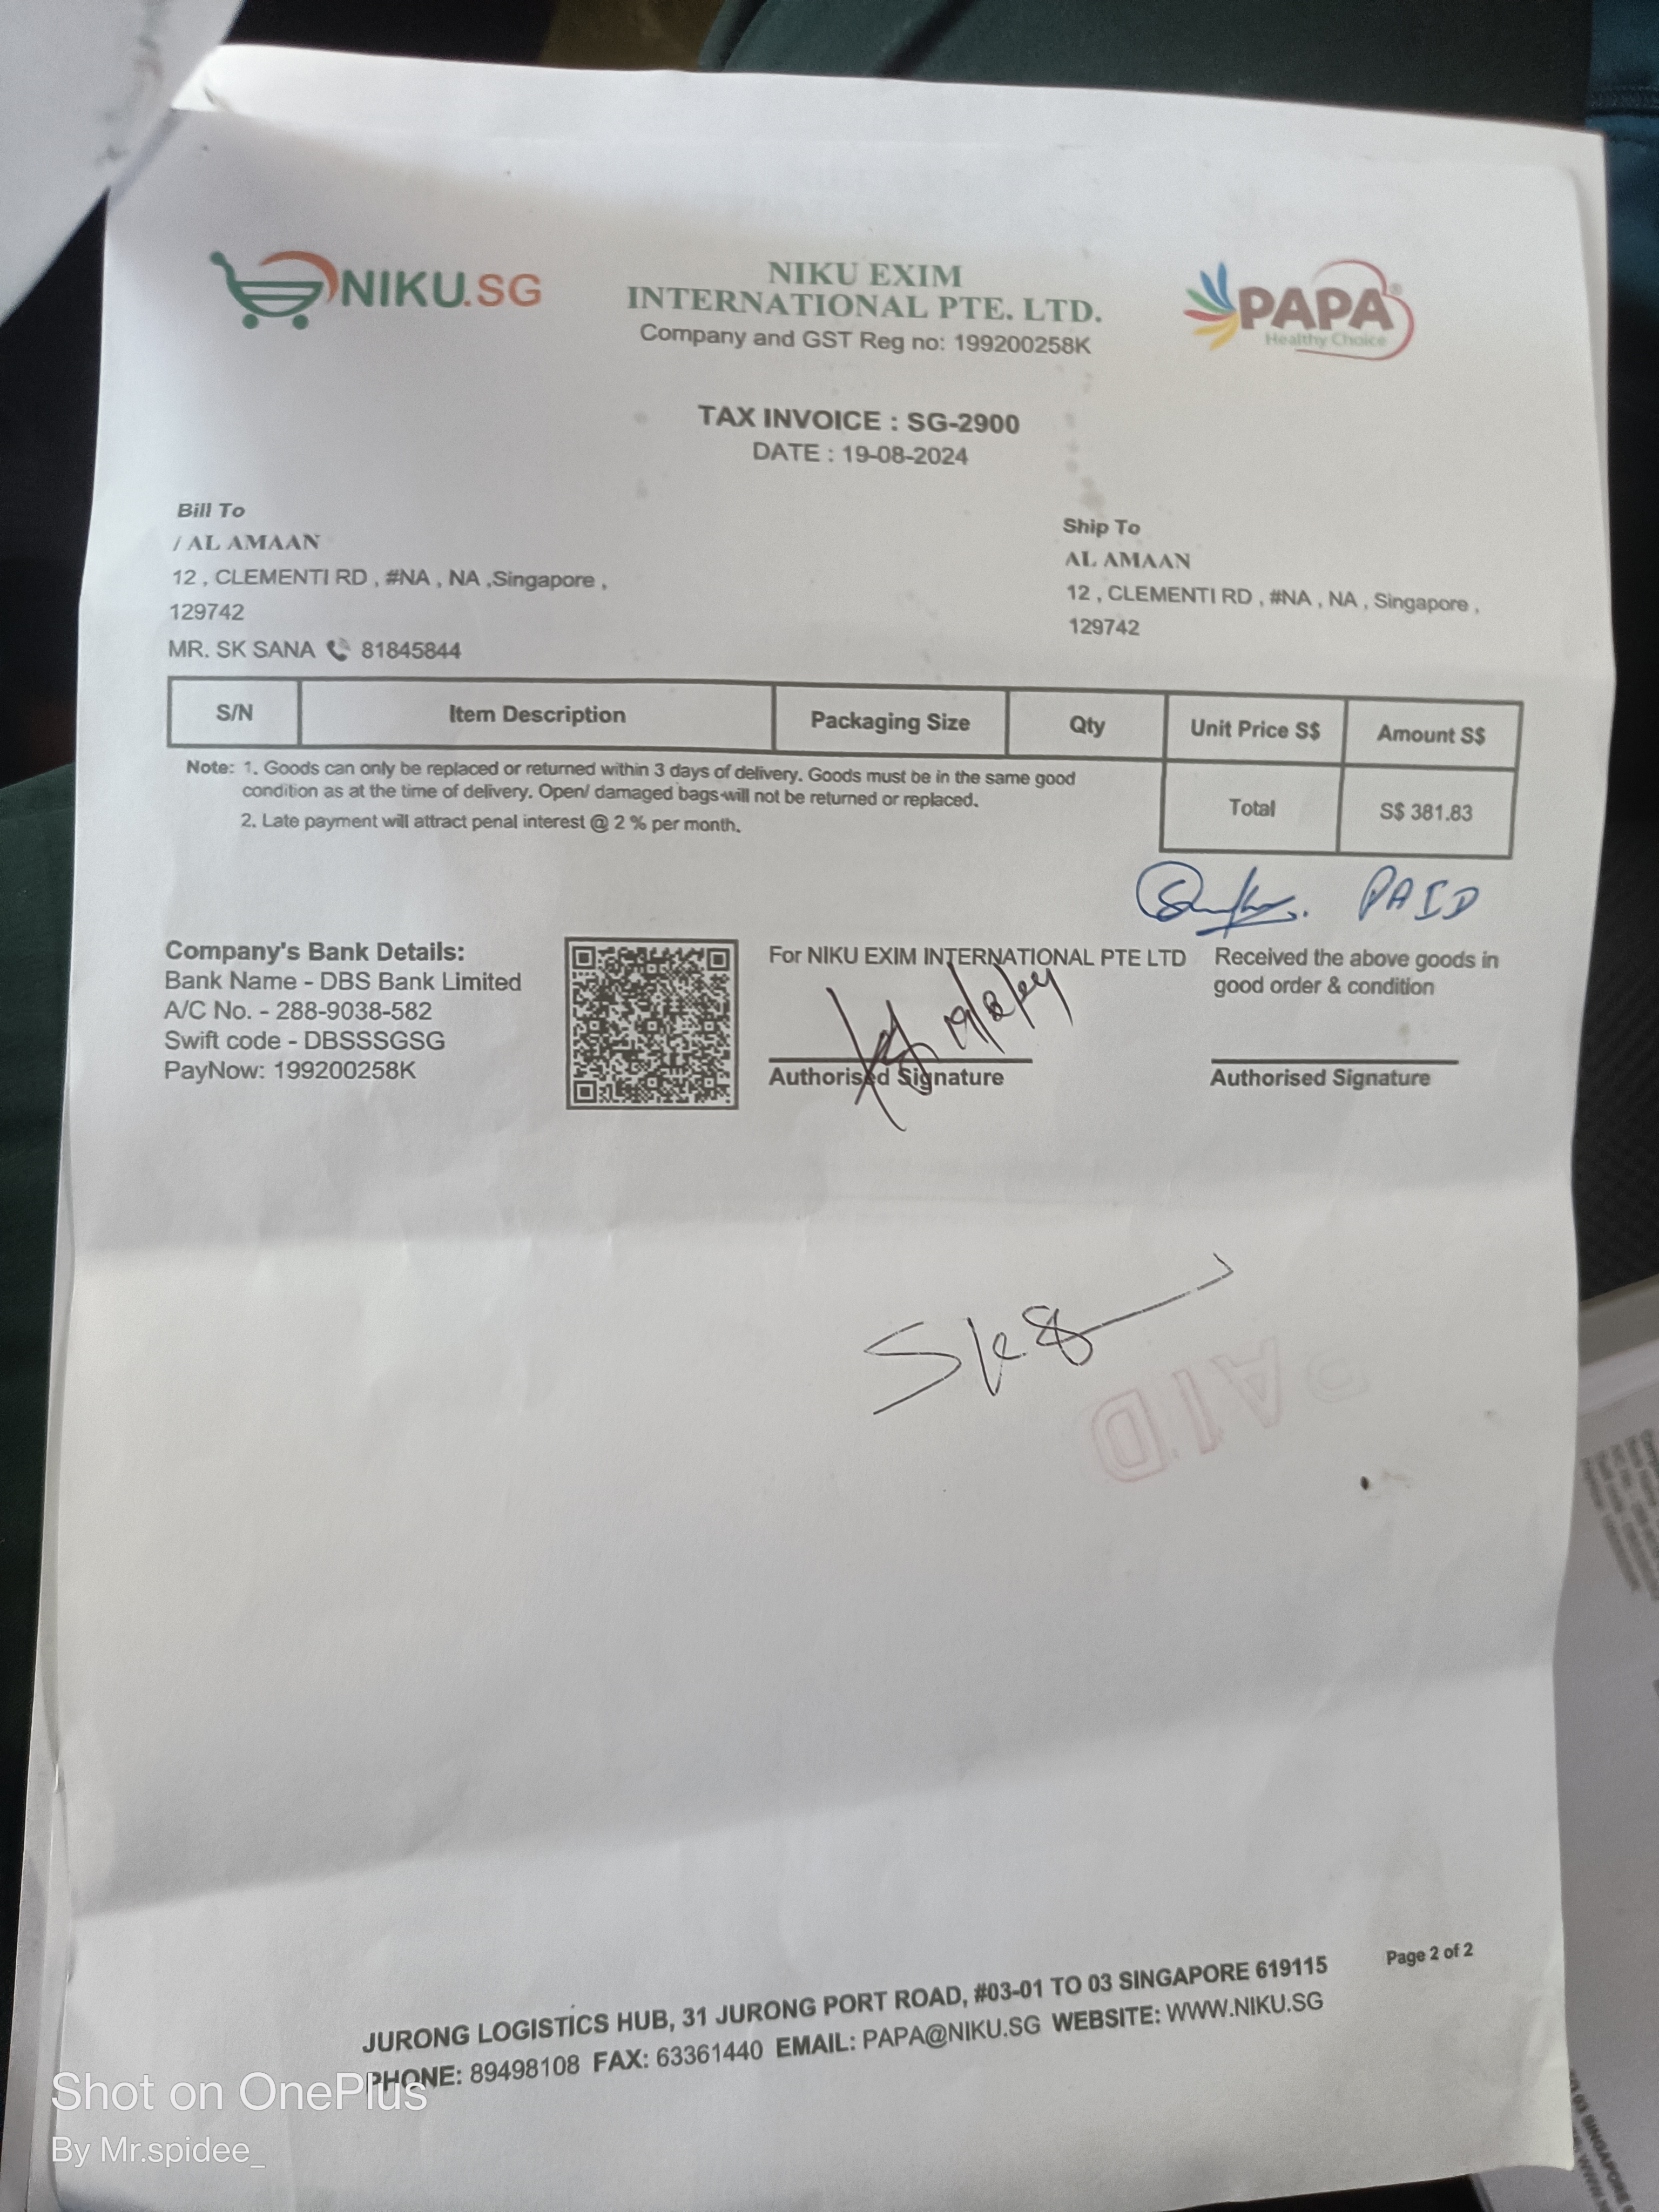 NIKU.SG
NIKU EXIM
INTERNATIONAL PTE. LTD.
Company and GST Reg no: 199200258K
PAPA®
Healthy Choice
TAX INVOICE : SG-2900
DATE : 19-08-2024
Bill To
/ AL AMAAN
12 , CLEMENTI RD , #NA , NA ,Singapore ,
129742
MR. SK SANA 81845844
Ship To
AL AMAAN
12 , CLEMENTI RD , #NA , NA , Singapore ,
129742
S/N Item Description Packaging Size Qty Unit Price S$ Amount S$
Note: 1. Goods can only be replaced or returned within 3 days of delivery. Goods must be in the same good
condition as at the time of delivery. Open/ damaged bags will not be returned or replaced.
2. Late payment will attract penal interest @ 2 % per month.
Total S$ 381.83
PAID
Company's Bank Details:
Bank Name - DBS Bank Limited
A/C No. - 288-9038-582
Swift code - DBSSSGSG
PayNow: 199200258K
For NIKU EXIM INTERNATIONAL PTE LTD
19/8/24
Authorised Signature
Received the above goods in
good order & condition
Authorised Signature
PAID
Page 2 of 2
JURONG LOGISTICS HUB, 31 JURONG PORT ROAD, #03-01 TO 03 SINGAPORE 619115
PHONE: 89498108 FAX: 63361440 EMAIL: PAPA@NIKU.SG WEBSITE: WWW.NIKU.SG
Shot on OnePlus
By Mr.spidee_